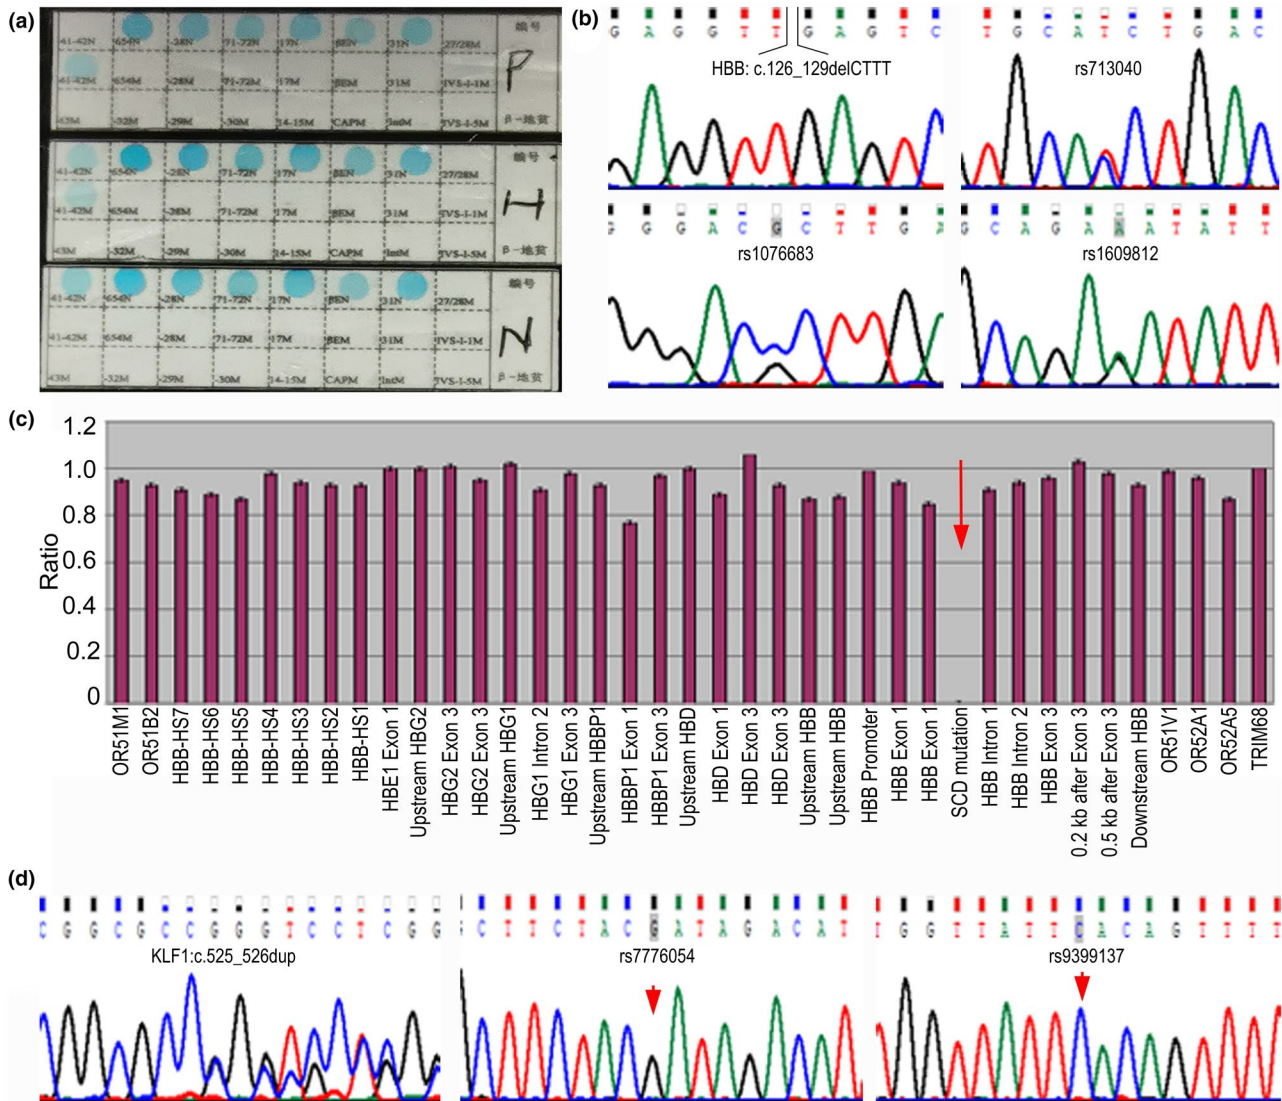 (a)
41-42N 654N -28N 71-72N 17N βEN 31N 27/28M 编号
41-42M 654M -28M 71-72M 17M βEM 31M IVS-I-1M P
43M -32M -29M -30M 14-15M CAPM IntM IVS-I-5M β-地贫
41-42N 654N -28N 71-72N 17N βEN 31N 27/28M 编号
41-42M 654M -28M 71-72M 17M βEM 31M IVS-I-1M H
43M -32M -29M -30M 14-15M CAPM IntM IVS-I-5M β-地贫
41-42N 654N -28N 71-72N 17N βEN 31N 27/28M 编号
41-42M 654M -28M 71-72M 17M βEM 31M IVS-I-1M N
43M -32M -29M -30M 14-15M CAPM IntM IVS-I-5M β-地贫
(b)
G A G G T T G A G T C
HBB: c.126_129delCTTT
T G C A T C T G A C
rs713040
G G G A C G C T T G A
rs1076683
G C A G A A A T A T T
rs1609812
(c)
Ratio
1.2
1.0
0.8
0.6
0.4
0.2
0
OR51M1
OR51B2
HBB-HS7
HBB-HS6
HBB-HS5
HBB-HS4
HBB-HS3
HBB-HS2
HBB-HS1
HBE1 Exon 1
Upstream HBG2
HBG2 Exon 3
HBG2 Exon 3
Upstream HBG1
HBG1 Intron 2
HBG1 Exon 3
Upstream HBBP1
HBBP1 Exon 1
HBBP1 Exon 3
Upstream HBD
HBD Exon 1
HBD Exon 3
HBD Exon 3
Upstream HBB
Upstream HBB
HBB Promoter
HBB Exon 1
HBB Exon 1
SCD mutation
HBB Intron 1
HBB Intron 2
HBB Exon 3
0.2 kb after Exon 3
0.5 kb after Exon 3
Downstream HBB
OR51V1
OR52A1
OR52A5
TRIM68
(d)
C G G C G C C G G G T C C T C G G
KLF1:c.525_526dup
G C T T C T A C G A T A G A C A T
rs7776054
T G G T T A T T C A C A G T T T T
rs9399137